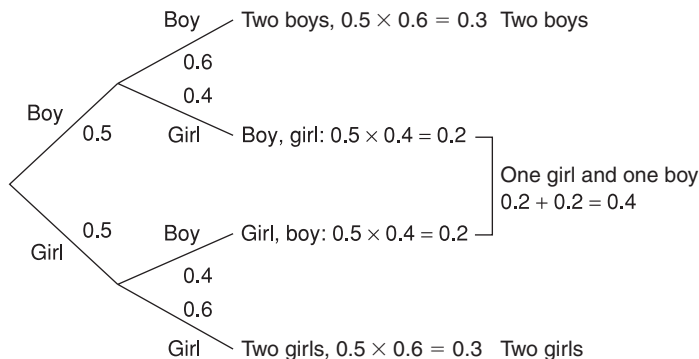 Boy Two boys, 0.5 × 0.6 = 0.3 Two boys
0.6
0.4
Boy
0.5
Girl Boy, girl: 0.5 × 0.4 = 0.2
One girl and one boy
0.2 + 0.2 = 0.4
0.5
Girl
Boy Girl, boy: 0.5 × 0.4 = 0.2
0.4
0.6
Girl Two girls, 0.5 × 0.6 = 0.3 Two girls